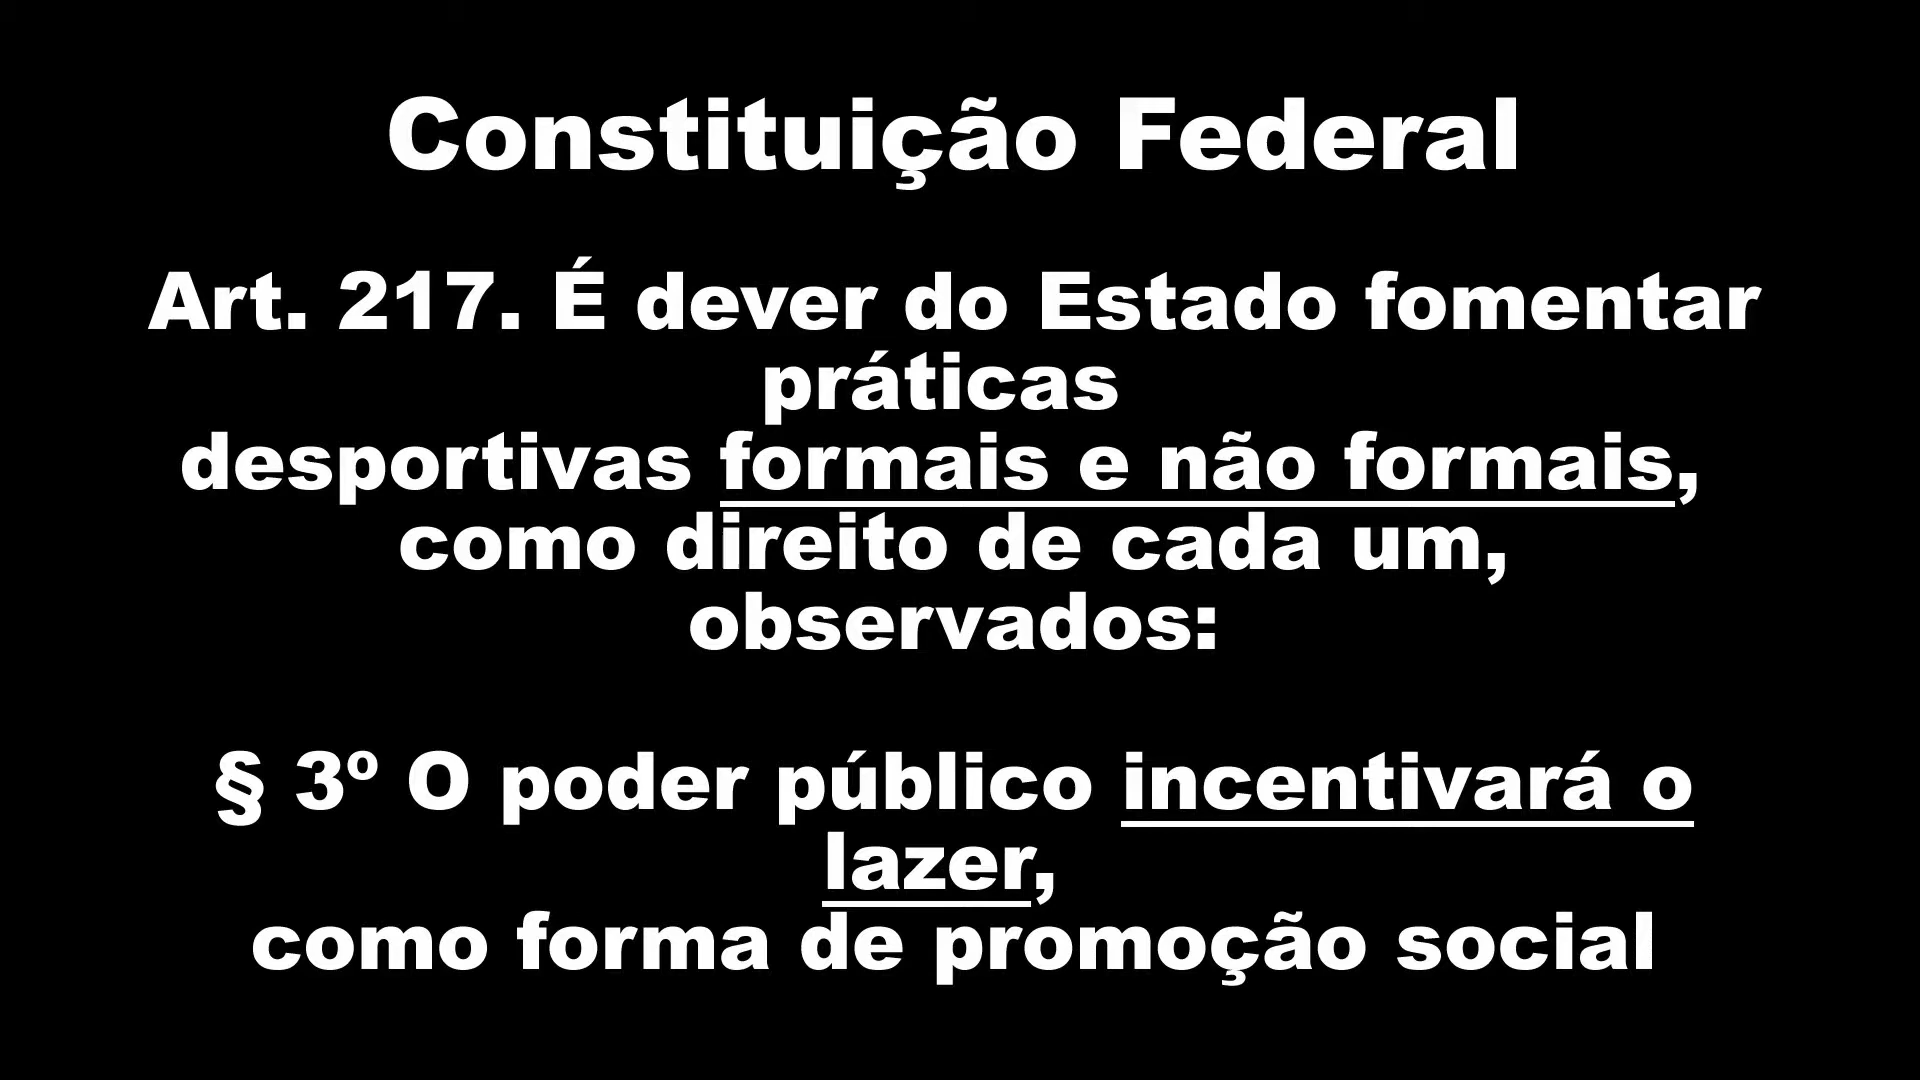 Constituição Federal
Art. 217. É dever do Estado fomentar
práticas
desportivas formais e não formais,
como direito de cada um,
observados:
§ 3º O poder público incentivará o
lazer,
como forma de promoção social